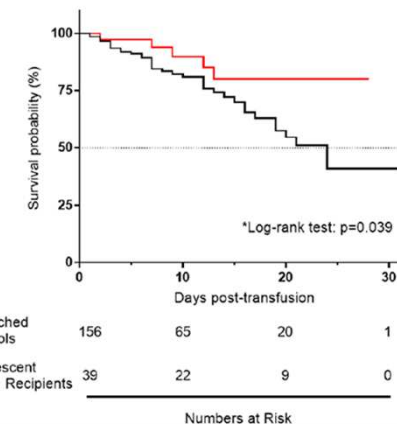 Survival probability (%)
100
75
50
25
0
*Log-rank test: p=0.039
0 10 20 30
Days post-transfusion
ched
ols 156 65 20 1
escent
Recipients 39 22 9 0
Numbers at Risk